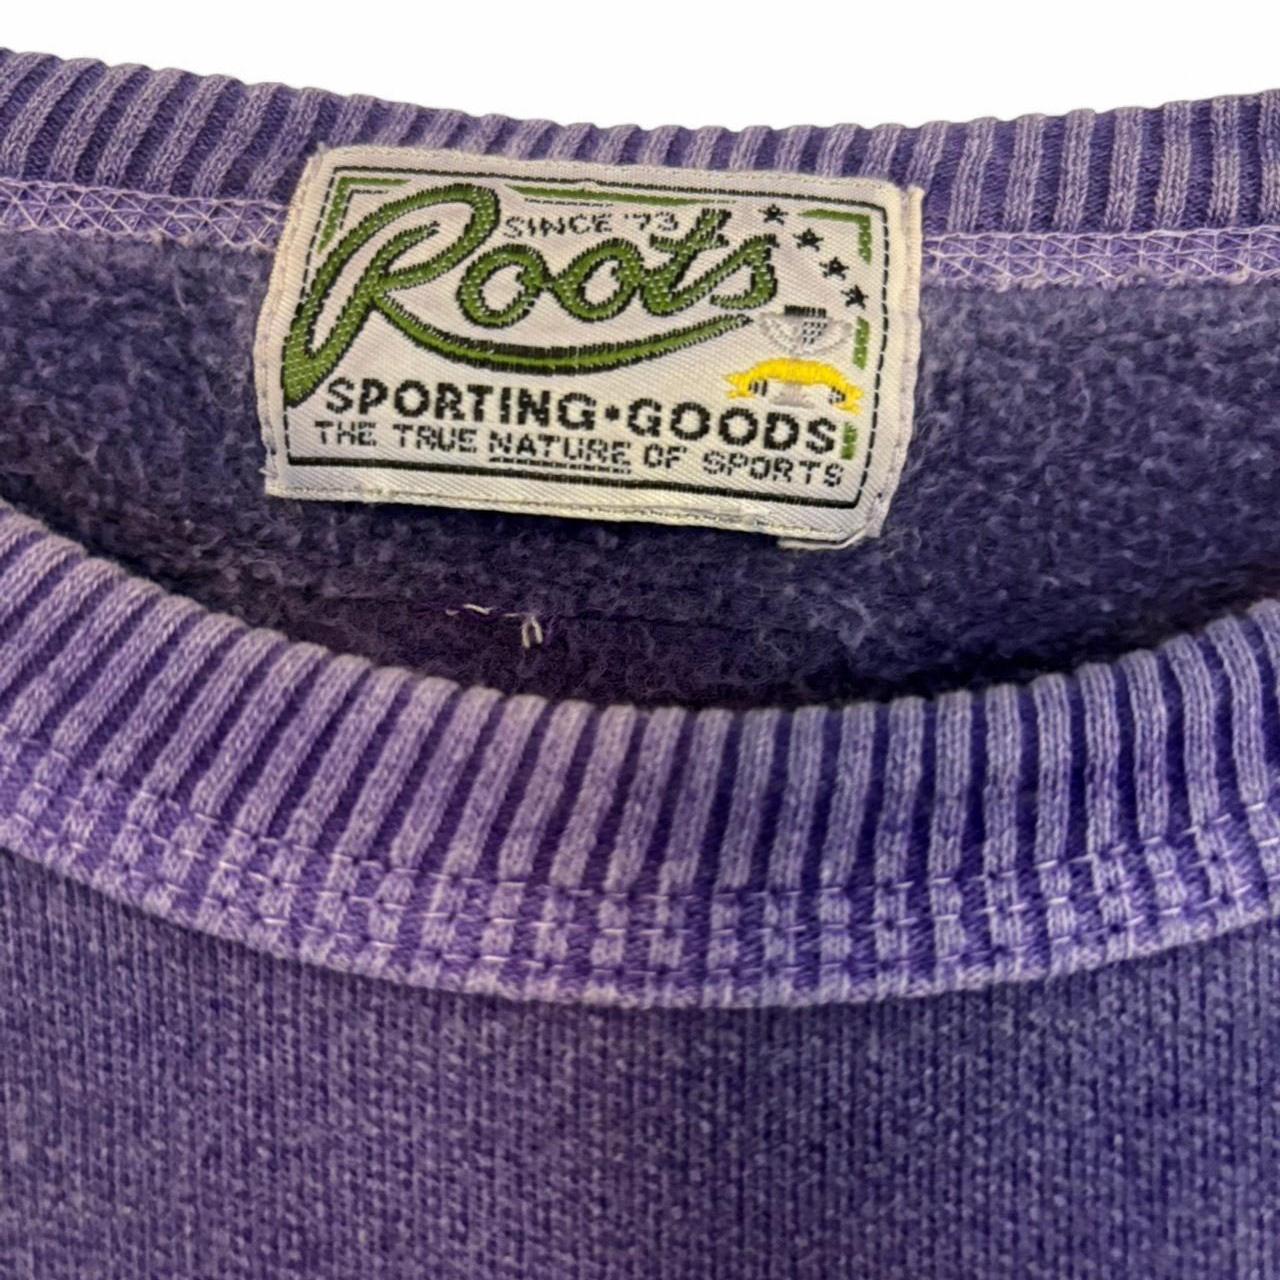 SINCE '73
Roots
SPORTING•GOODS
THE TRUE NATURE OF SPORTS